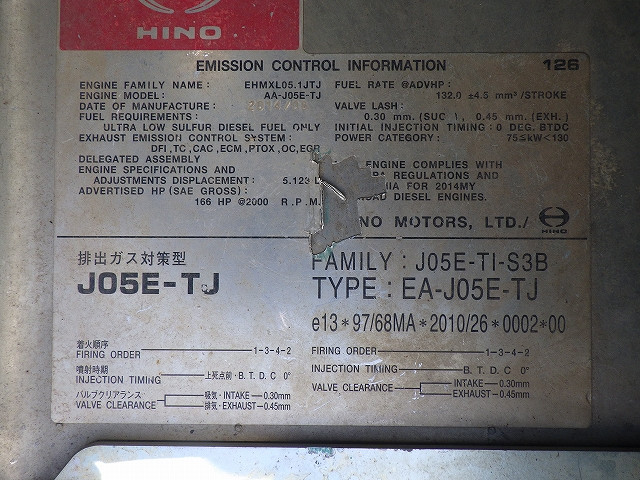 HINO
EMISSION CONTROL INFORMATION 126
ENGINE FAMILY NAME : EHMXL05.1JTJ
ENGINE MODEL: AA-J05E-TJ
DATE OF MANUFACTURE :
FUEL REQUIREMENTS :
ULTRA LOW SULFUR DIESEL FUEL ONLY
EXHAUST EMISSION CONTROL SYSTEM :
DFI ,TC ,CAC ,ECM ,PTOX ,OC,EGR
DELEGATED ASSEMBLY
ENGINE SPECIFICATIONS AND
ADJUSTMENTS DISPLACEMENT: 5.123 L
ADVERTISED HP (SAE GROSS):
166 HP @2000 R.P.M.
FUEL RATE @ADVHP:
132.0 ±4.5 mm³/STROKE
VALVE LASH:
0.30 mm. (SUC ), 0.45 mm. (EXH.)
INITIAL INJECTION TIMING: 0 DEG. BTDC
POWER CATEGORY: 75≤kW<130
ENGINE COMPLIES WITH
REGULATIONS AND
FOR 2014MY
DIESEL ENGINES.
MOTORS, LTD./ HINO
排出ガス対策型
J05E-TJ
FAMILY : J05E-TI-S3B
TYPE : EA-J05E-TJ
e13*97/68MA*2010/26*0002*00
着火順序
FIRING ORDER 1-3-4-2
噴射時期
INJECTION TIMING 上死点前・B. T. D. C 0°
バルブクリアランス
VALVE CLEARANCE 吸気・INTAKE 0.30mm
排気・EXHAUST 0.45mm
FIRING ORDER 1-3-4-2
INJECTION TIMING B. T. D. C 0°
VALVE CLEARANCE INTAKE 0.30mm
EXHAUST 0.45mm